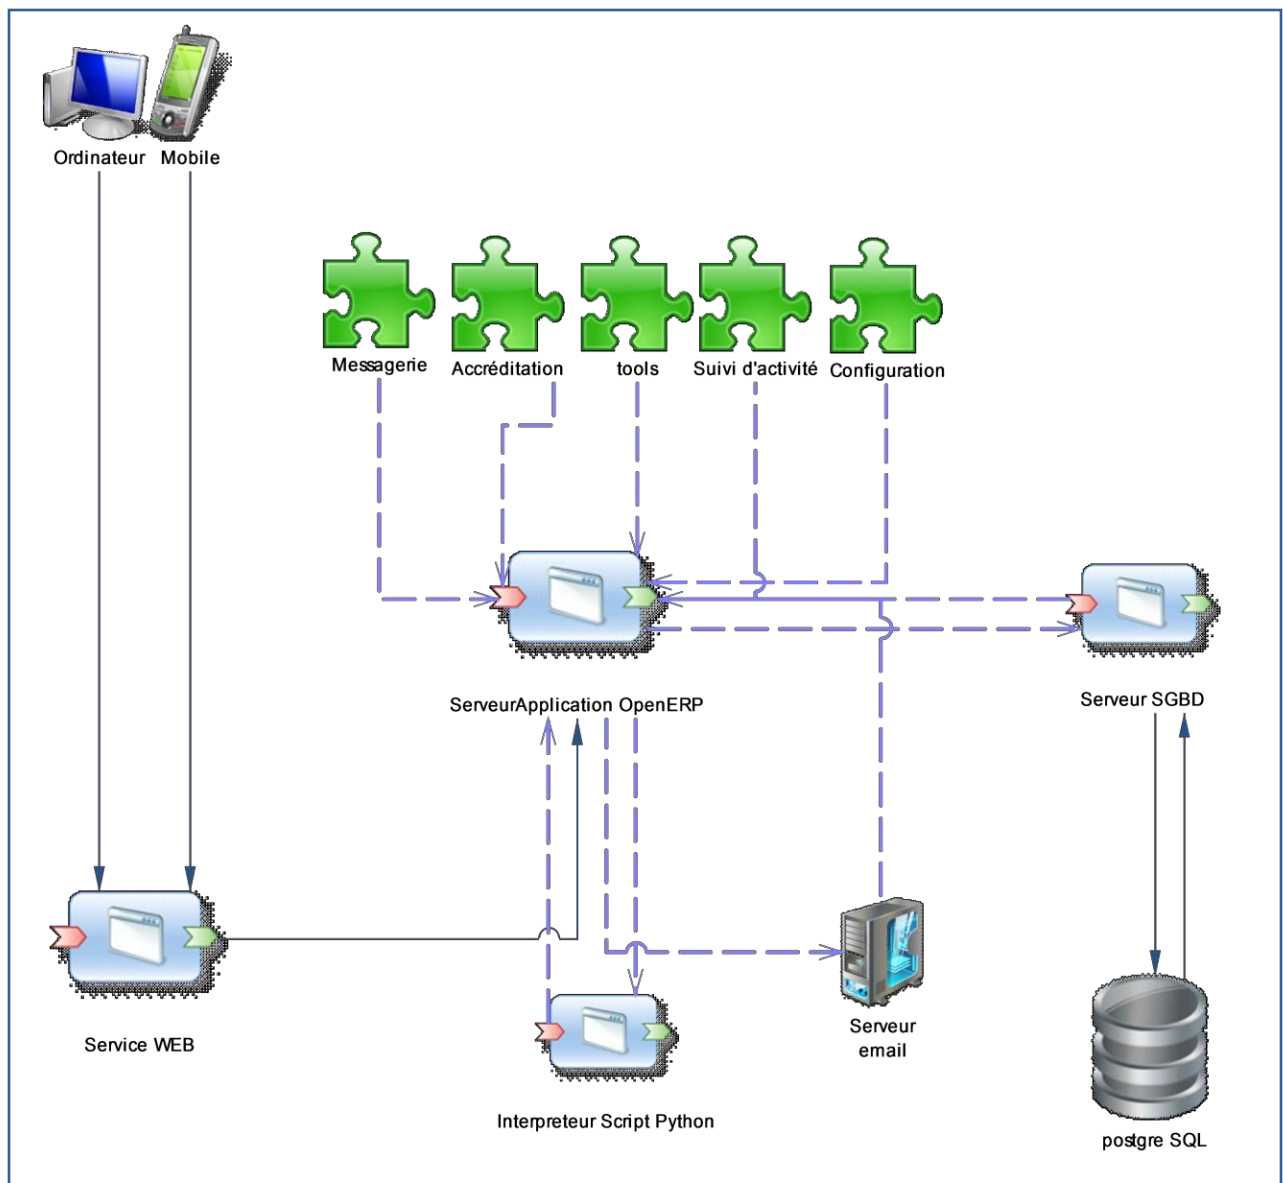 Ordinateur Mobile
Messagerie Accréditation tools Suivi d'activité Configuration
ServeurApplication OpenERP
Serveur SGBD
Service WEB
Serveur
email
Interpreteur Script Python
postgre SQL